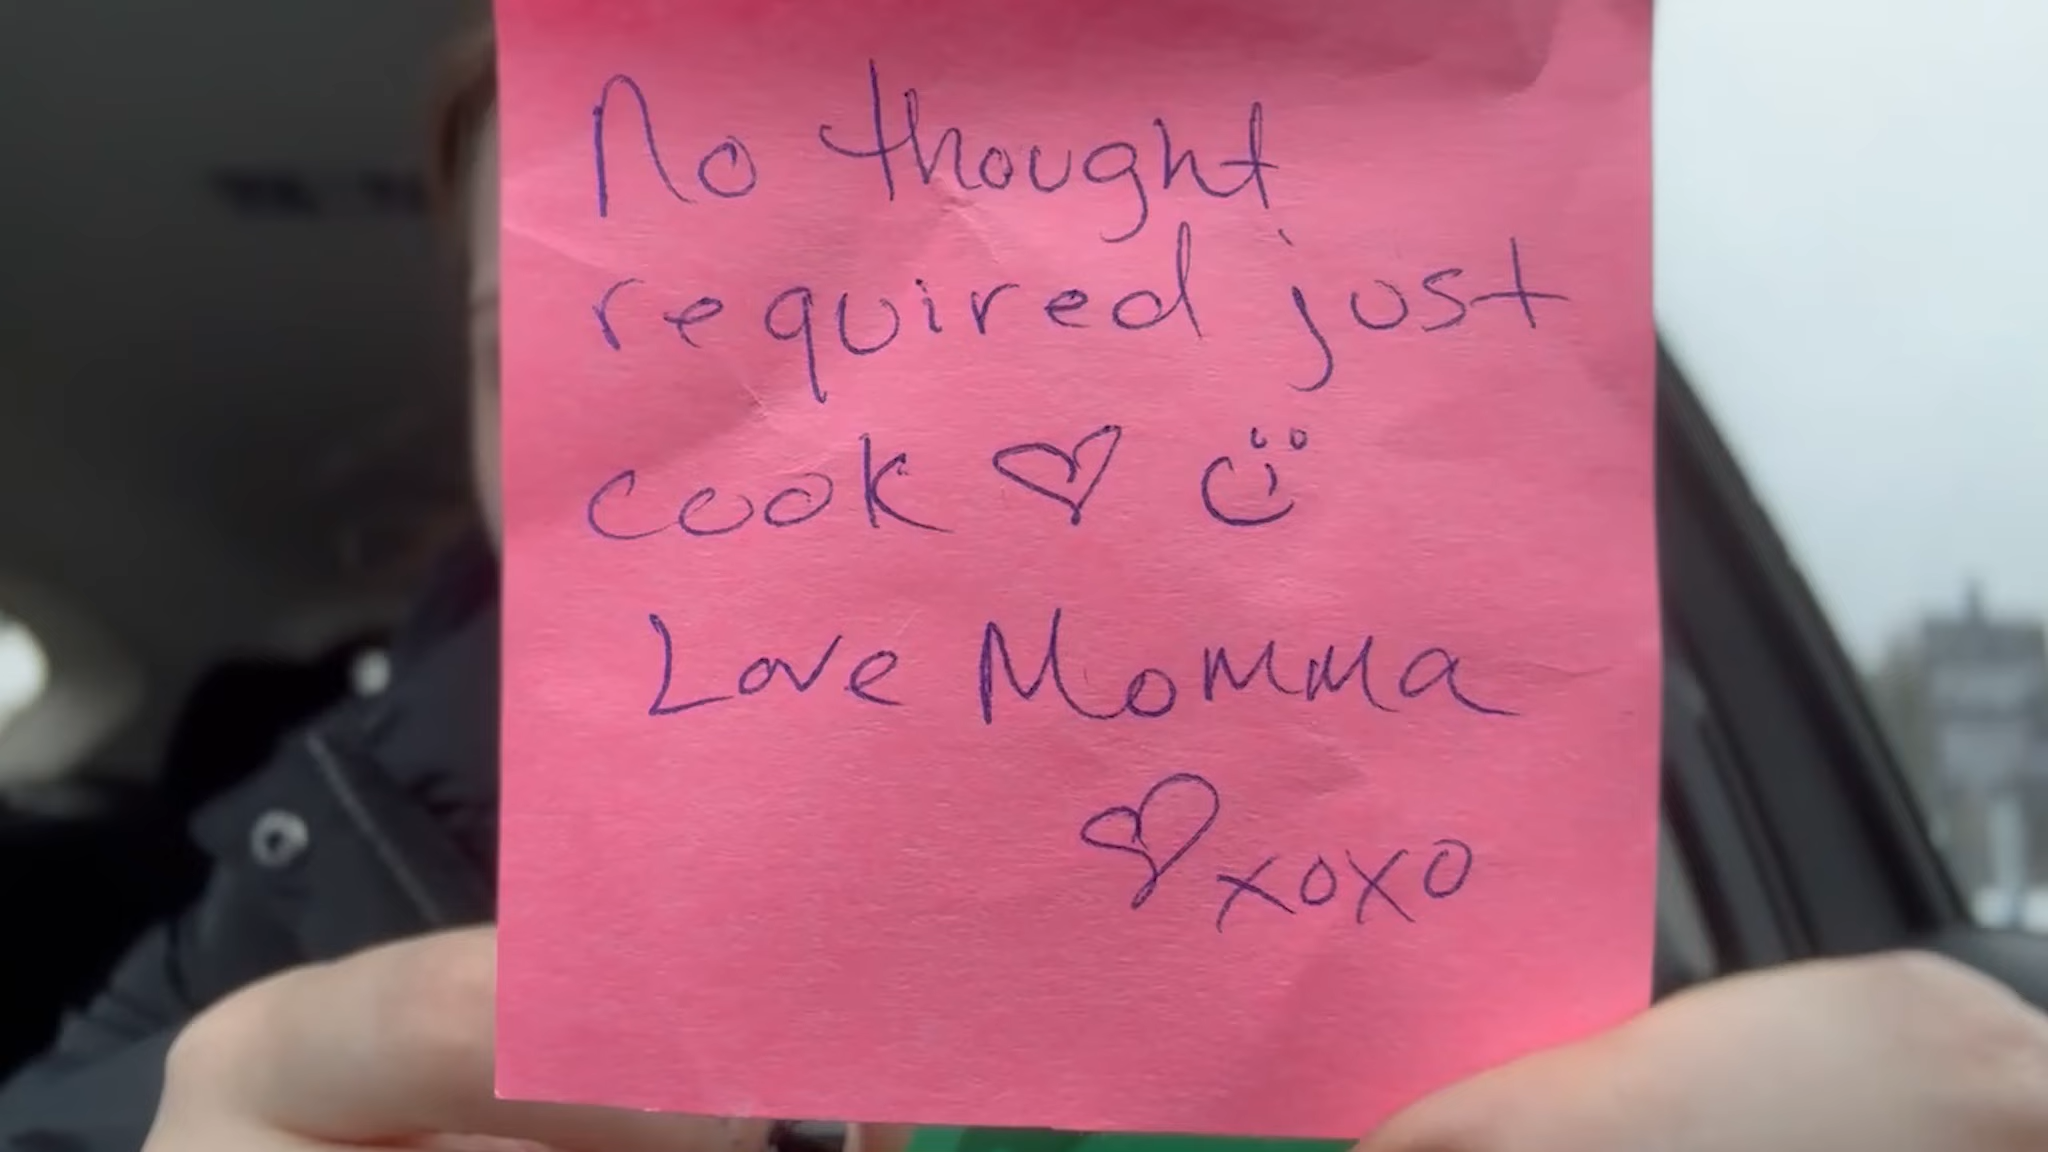 No thought
required just
cook ♡ ☺
Love Momma
♡xoxo